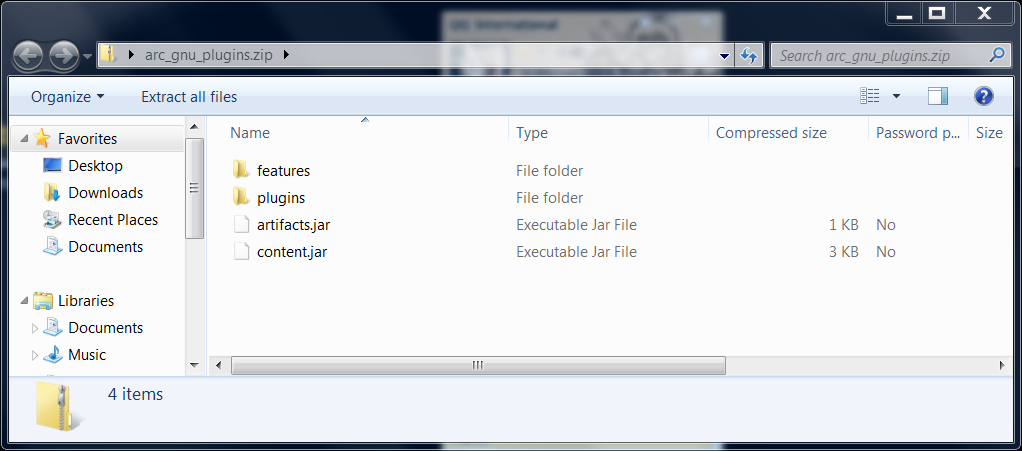 International
arc_gnu_plugins.zip
Search arc_gnu_plugins.zip
Organize
Extract all files
Name
Type
Compressed size
Password p...
Size
Favorites
Desktop
Downloads
Recent Places
Documents
Libraries
Documents
Music
features
File folder
plugins
File folder
artifacts.jar
Executable Jar File
1 KB
No
content.jar
Executable Jar File
3 KB
No
4 items